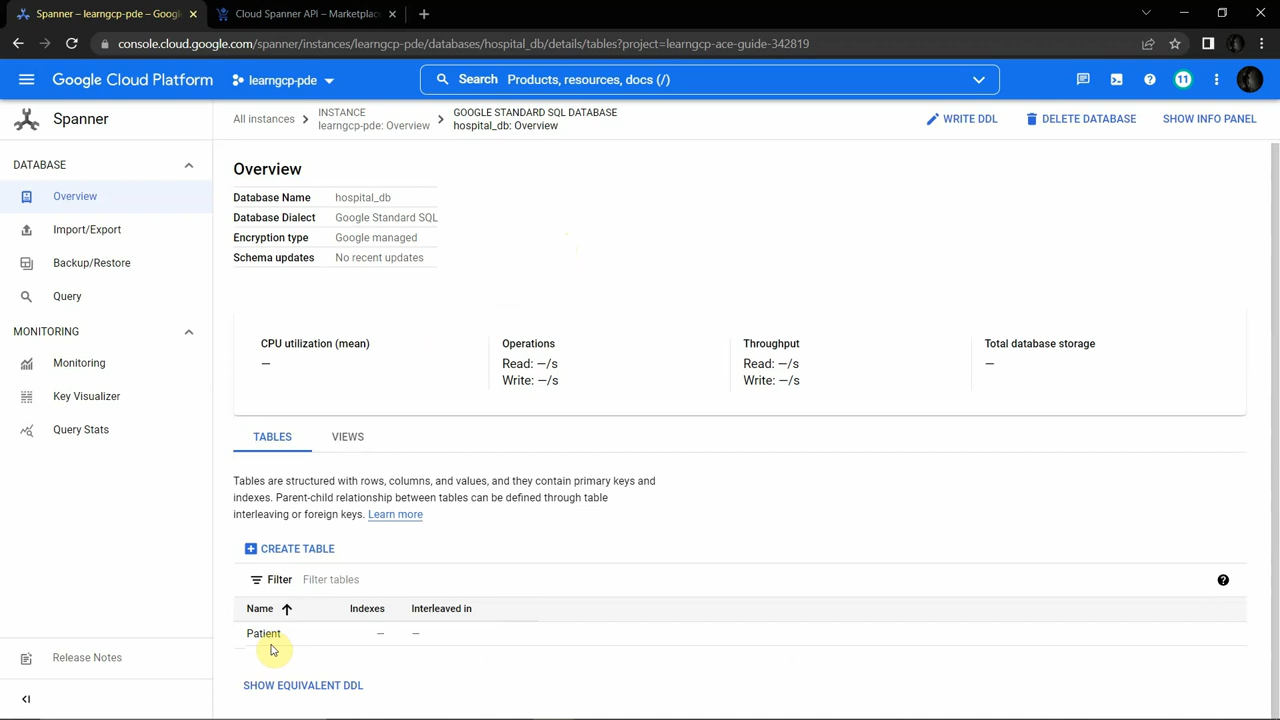 Spanner – learngcp-pde – Googl
Cloud Spanner API – Marketplac
console.cloud.google.com/spanner/instances/learngcp-pde/databases/hospital_db/details/tables?project=learngcp-ace-guide-342819
Google Cloud Platform
learngcp-pde
Search Products, resources, docs (/)
11
Spanner
All instances
INSTANCE
learngcp-pde: Overview
GOOGLE STANDARD SQL DATABASE
hospital_db: Overview
WRITE DDL
DELETE DATABASE
SHOW INFO PANEL
DATABASE
Overview
Import/Export
Backup/Restore
Query
MONITORING
Monitoring
Key Visualizer
Query Stats
Release Notes
Overview
Database Name hospital_db
Database Dialect Google Standard SQL
Encryption type Google managed
Schema updates No recent updates
CPU utilization (mean)
—
Operations
Read: —/s
Write: —/s
Throughput
Read: —/s
Write: —/s
Total database storage
—
TABLES VIEWS
Tables are structured with rows, columns, and values, and they contain primary keys and
indexes. Parent-child relationship between tables can be defined through table
interleaving or foreign keys. Learn more
CREATE TABLE
Filter Filter tables
Name Indexes Interleaved in
Patient — —
SHOW EQUIVALENT DDL